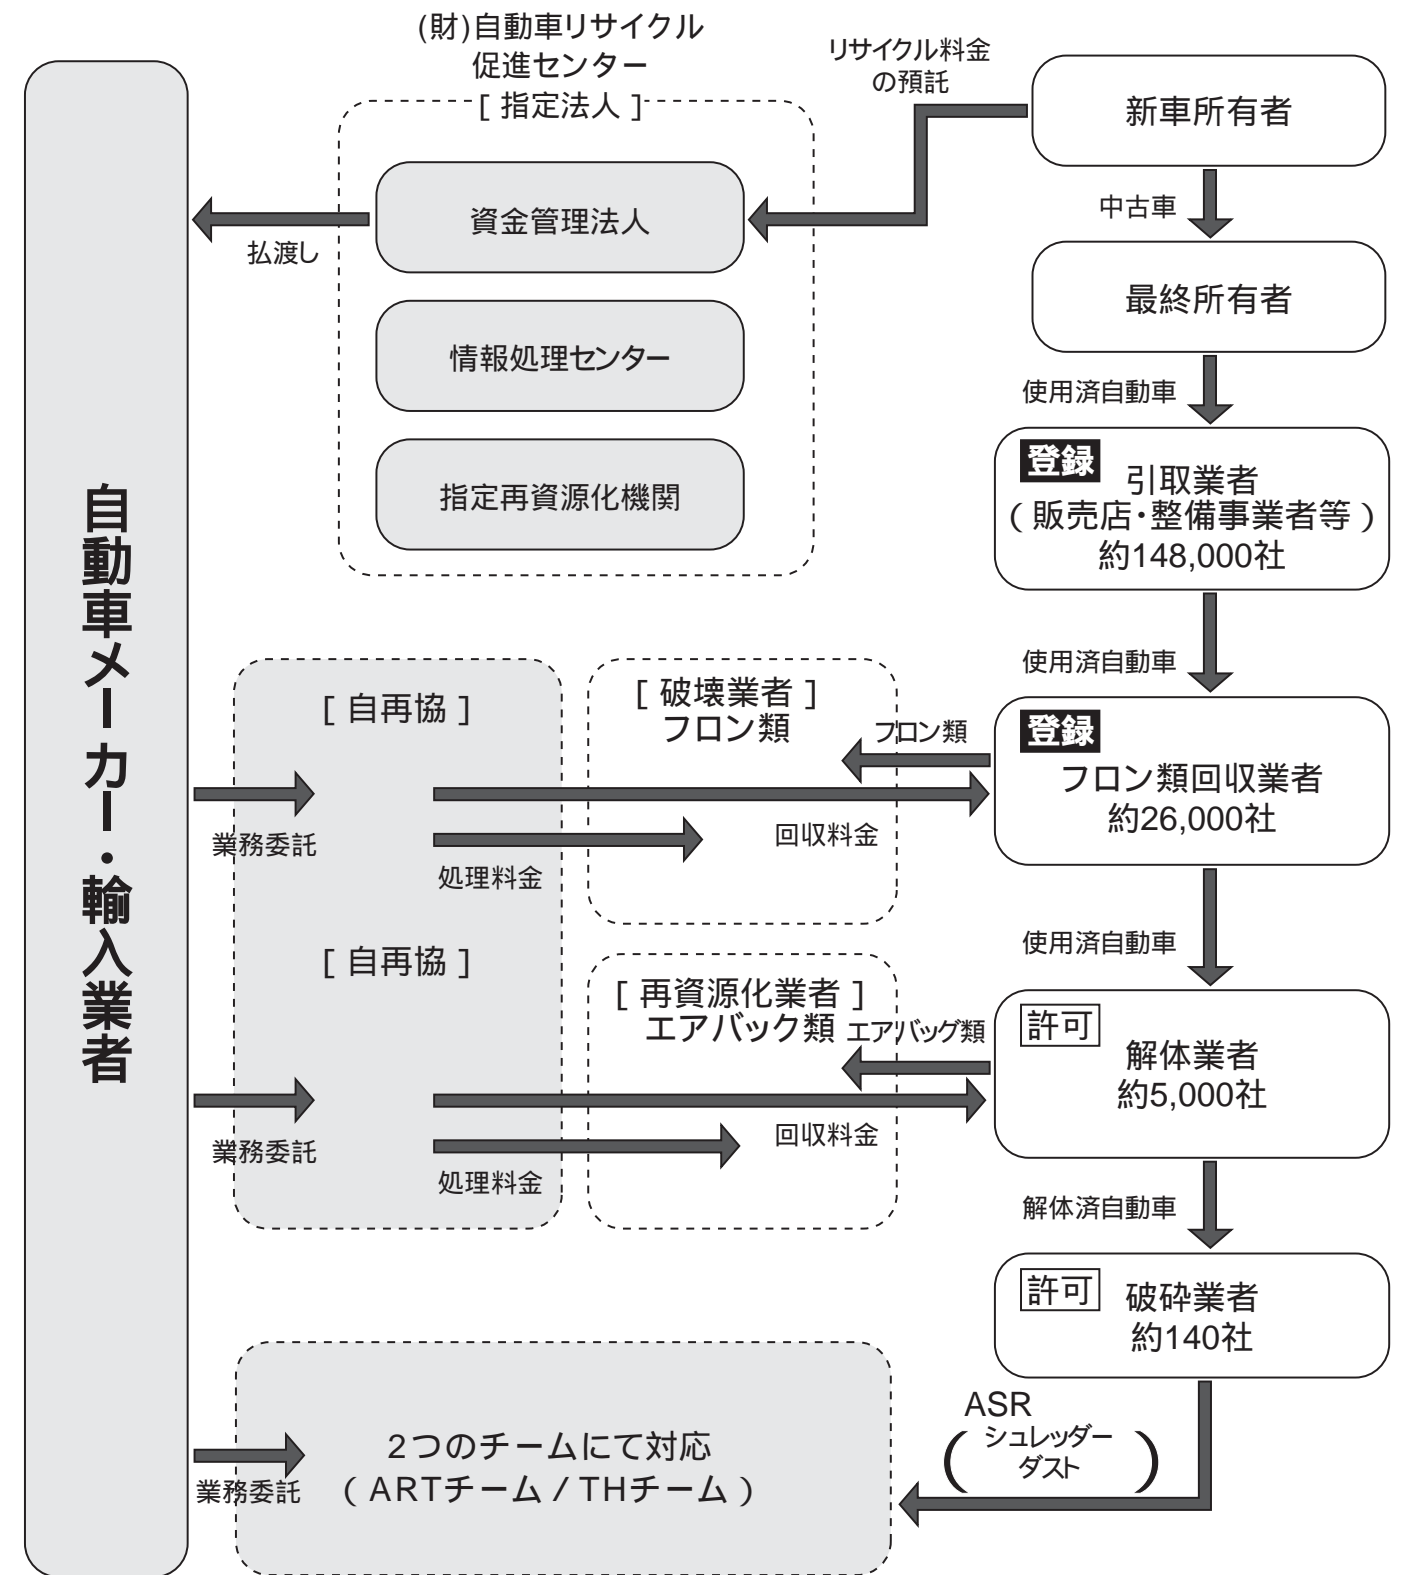 (財)自動車リサイクル
促進センター
[ 指定法人 ]
リサイクル料金
の預託
新車所有者
資金管理法人
払渡し
中古車
最終所有者
情報処理センター
使用済自動車
指定再資源化機関
登録
引取業者
(販売店・整備事業者等)
約148,000社
自動車メーカー・輸入業者
使用済自動車
[ 自再協 ]
[ 破壊業者 ]
フロン類
フロン類
登録
フロン類回収業者
約26,000社
業務委託
回収料金
処理料金
使用済自動車
[ 自再協 ]
[ 再資源化業者 ]
エアバック類
エアバッグ類
許可
解体業者
約5,000社
業務委託
回収料金
処理料金
解体済自動車
許可
破砕業者
約140社
ASR
(シュレッダー
ダスト)
2つのチームにて対応
(ARTチーム/THチーム)
業務委託